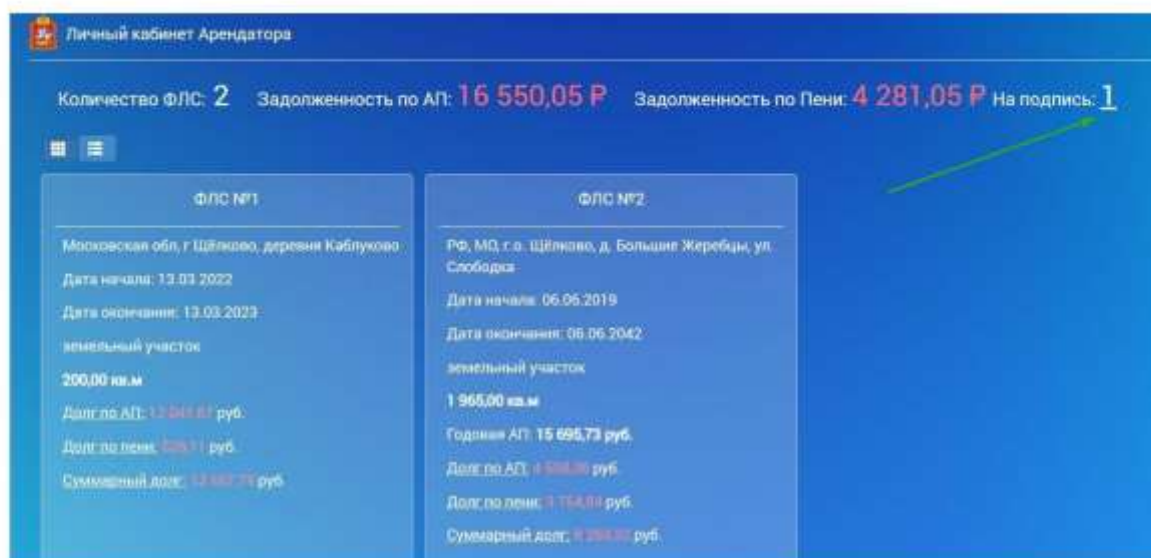 Личный кабинет Арендатора
Количество ФЛС: 2 Задолженность по АП: 16 550,05 ₽ Задолженность по Пени: 4 281,05 ₽ На подпись: 1
ФЛС №1
Московская обл, г Щёлково, деревня Каблуково
Дата начала: 13.03.2022
Дата окончания: 13.03.2023
земельный участок
200,00 кв.м
Долг по АП: руб.
Долг по пени: руб.
Суммарный долг: руб.
ФЛС №2
РФ, МО, г.о. Щёлково, д. Большие Жеребцы, ул.
Слободка
Дата начала: 06.06.2019
Дата окончания: 06.06.2042
земельный участок
1 965,00 кв.м
Годовая АП: 15 695,73 руб.
Долг по АП: руб.
Долг по пени: руб.
Суммарный долг: руб.